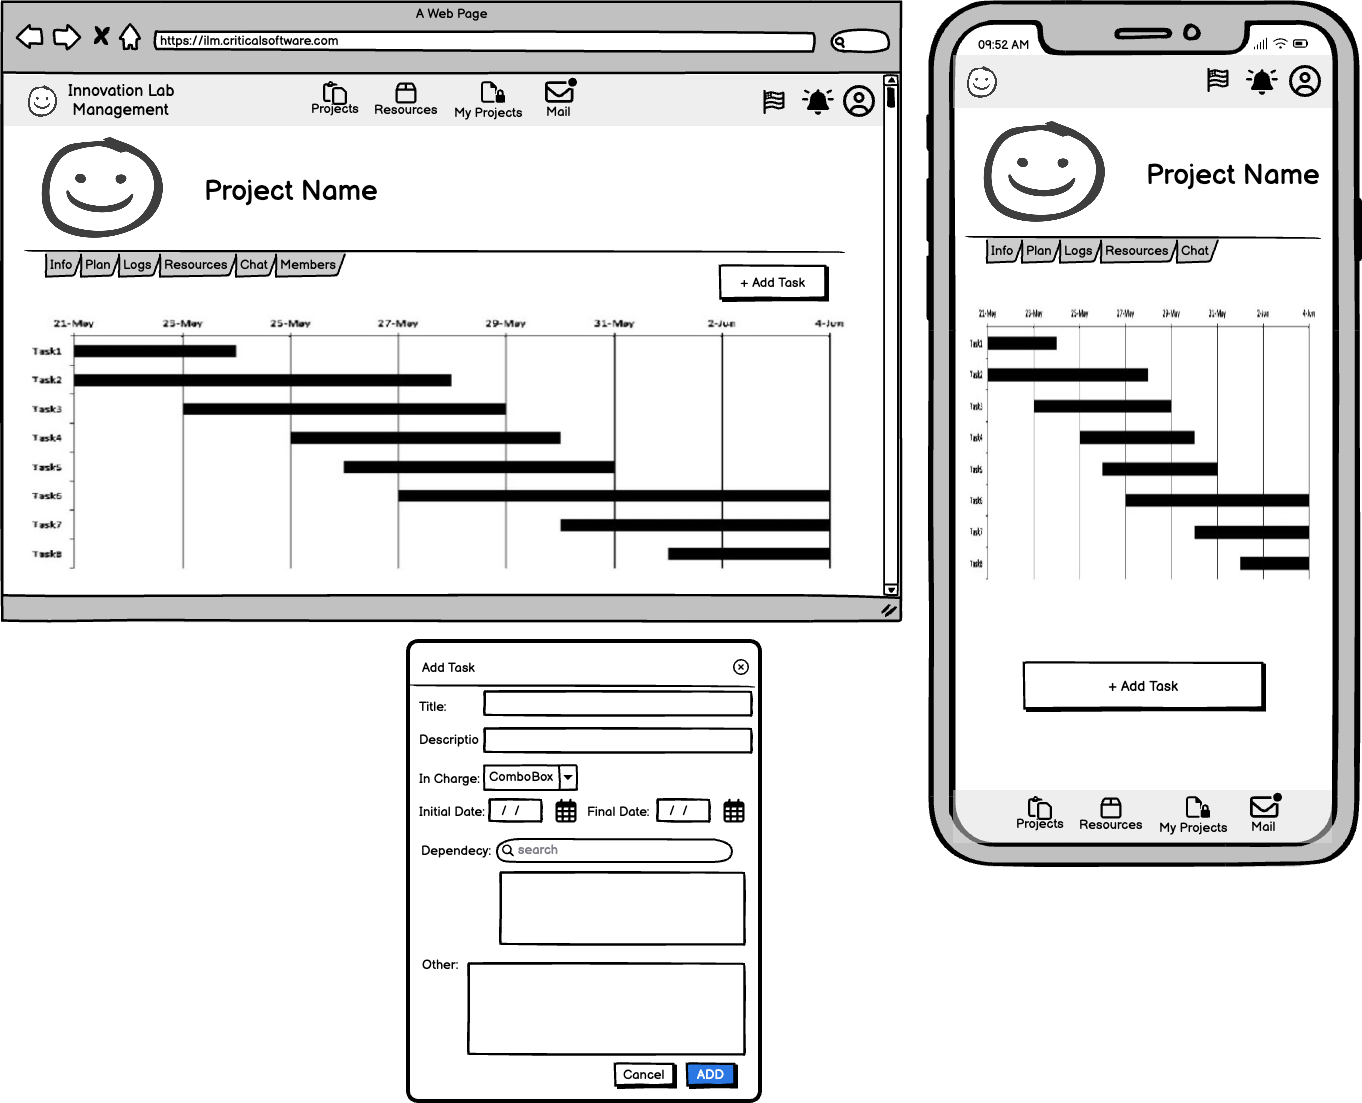 A Web Page
https://ilm.criticalsoftware.com
Innovation Lab
Management
Projects
Resources
My Projects
Mail
Project Name
Info
Plan
Logs
Resources
Chat
Members
+ Add Task
21-May
23-May
25-May
27-May
29-May
31-May
2-Jun
4-Jun
Task1
Task2
Task3
Task4
Task5
Task6
Task7
Task8
09:52 AM
Project Name
Info
Plan
Logs
Resources
Chat
21-May
23-May
25-May
27-May
29-May
31-May
2-Jun
4-Jun
Task1
Task2
Task3
Task4
Task5
Task6
Task7
Task8
+ Add Task
Projects
Resources
My Projects
Mail
Add Task
Title:
Descriptio
In Charge:
ComboBox
Initial Date:
/ /
Final Date:
/ /
Dependecy:
search
Other:
Cancel
ADD